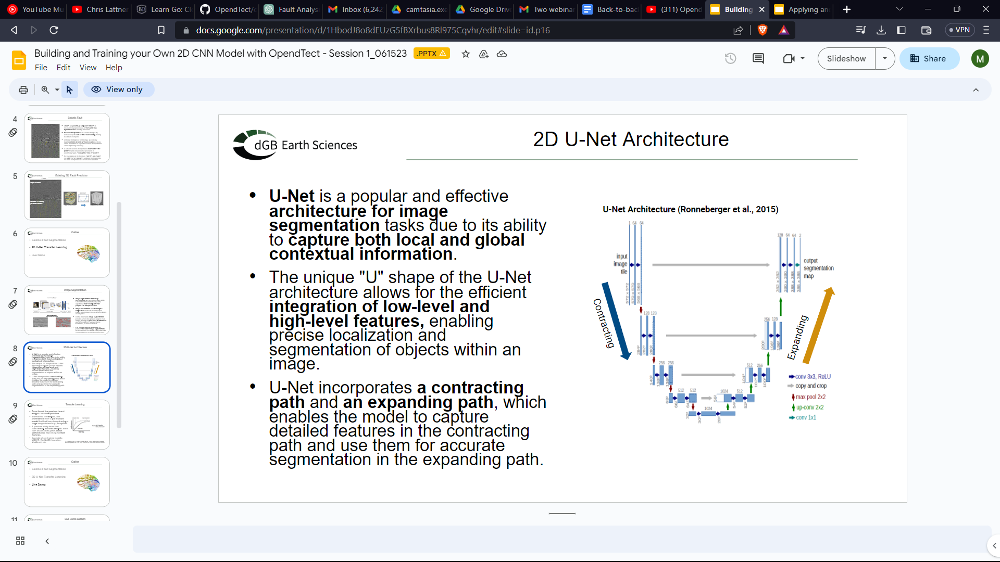 YouTube Mu
Chris Lattner
Learn Go: Cl
OpendTect/
Fault Analys
Inbox (6,242
camtasia.exe
Google Driv
Two webinar
Back-to-bac
(311) Opend
Building
Applying an
docs.google.com/presentation/d/1HbodJ8o8dEUzG5fBXrbus8Rl975Cqvhr/edit#slide=id.p16
VPN
Building and Training your Own 2D CNN Model with OpendTect - Session 1_061523
.PPTX
File Edit View Help
Slideshow
Share
M
View only
4
Seismic Fault
5
Existing 3D Fault Predictor
6
Outline
• Seismic Fault Segmentation
• 2D U-Net Transfer Learning
• Live Demo
7
Image Segmentation
8
2D U-Net Architecture
9
Transfer Learning
10
Outline
• Seismic Fault Segmentation
• 2D U-Net Transfer Learning
• Live Demo
11
Live Demo Session
dGB Earth Sciences
2D U-Net Architecture
• U-Net is a popular and effective
architecture for image
segmentation tasks due to its ability
to capture both local and global
contextual information.
• The unique "U" shape of the U-Net
architecture allows for the efficient
integration of low-level and
high-level features, enabling
precise localization and
segmentation of objects within an
image.
• U-Net incorporates a contracting
path and an expanding path, which
enables the model to capture
detailed features in the contracting
path and use them for accurate
segmentation in the expanding path.
U-Net Architecture (Ronneberger et al., 2015)
1 64 64
128 64 64 2
input
image
tile
output
segmentation
map
572 x 572
570 x 570
568 x 568
392 x 392
390 x 390
388 x 388
388 x 388
Contracting
Expanding
128 128
256 128
284²
282²
280²
200²
198²
196²
256 256
512 256
140²
138²
136²
104²
102²
100²
512 512
1024 512
68²
66²
64²
56²
54²
52²
1024
32²
30²
28²
conv 3x3, ReLU
copy and crop
max pool 2x2
up-conv 2x2
conv 1x1